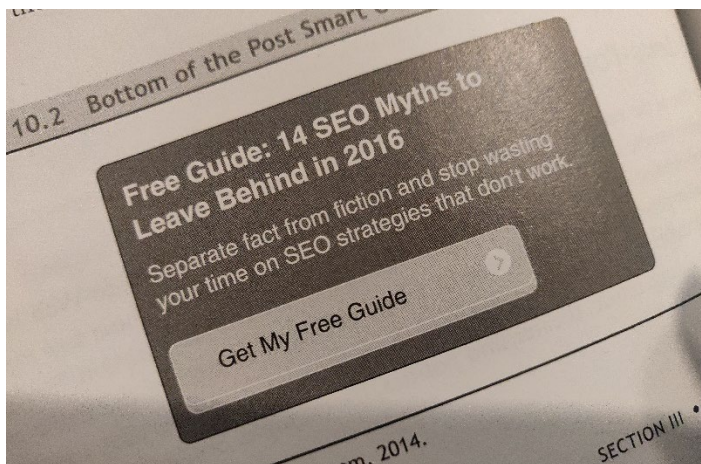 10.2 Bottom of the Post Smart
Free Guide: 14 SEO Myths to
Leave Behind in 2016
Separate fact from fiction and stop wasting
your time on SEO strategies that don't work.
Get My Free Guide
2014.
SECTION III •